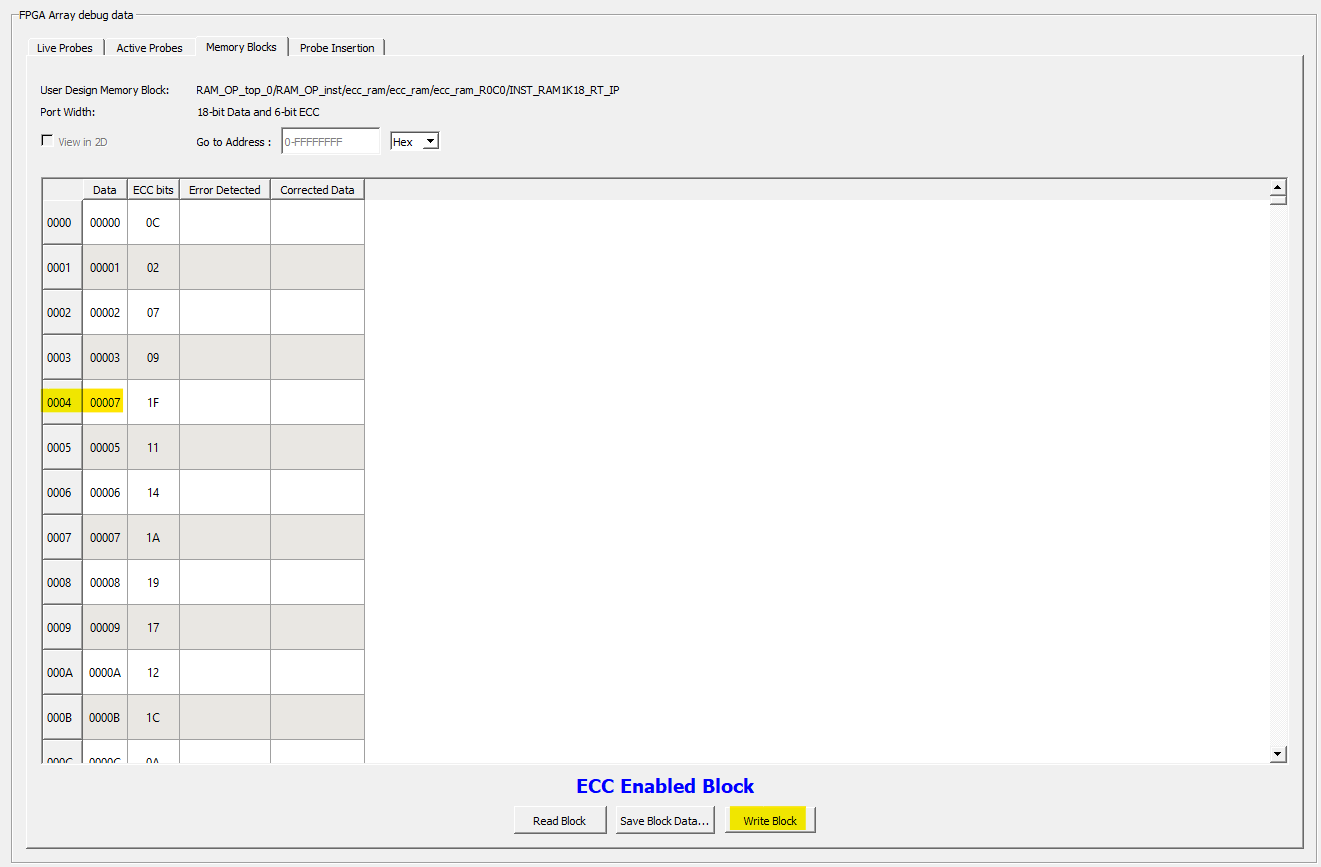 FPGA Array debug data
Live Probes Active Probes Memory Blocks Probe Insertion
User Design Memory Block: RAM_OP_top_0/RAM_OP_inst/ecc_ram/ecc_ram/ecc_ram_R0C0/INST_RAM1K18_RT_IP
Port Width: 18-bit Data and 6-bit ECC
View in 2D Go to Address : 0-FFFFFFFF Hex
Data ECC bits Error Detected Corrected Data
0000 00000 0C
0001 00001 02
0002 00002 07
0003 00003 09
0004 00007 1F
0005 00005 11
0006 00006 14
0007 00007 1A
0008 00008 19
0009 00009 17
000A 0000A 12
000B 0000B 1C
000C 0000C 0A
ECC Enabled Block
Read Block Save Block Data... Write Block